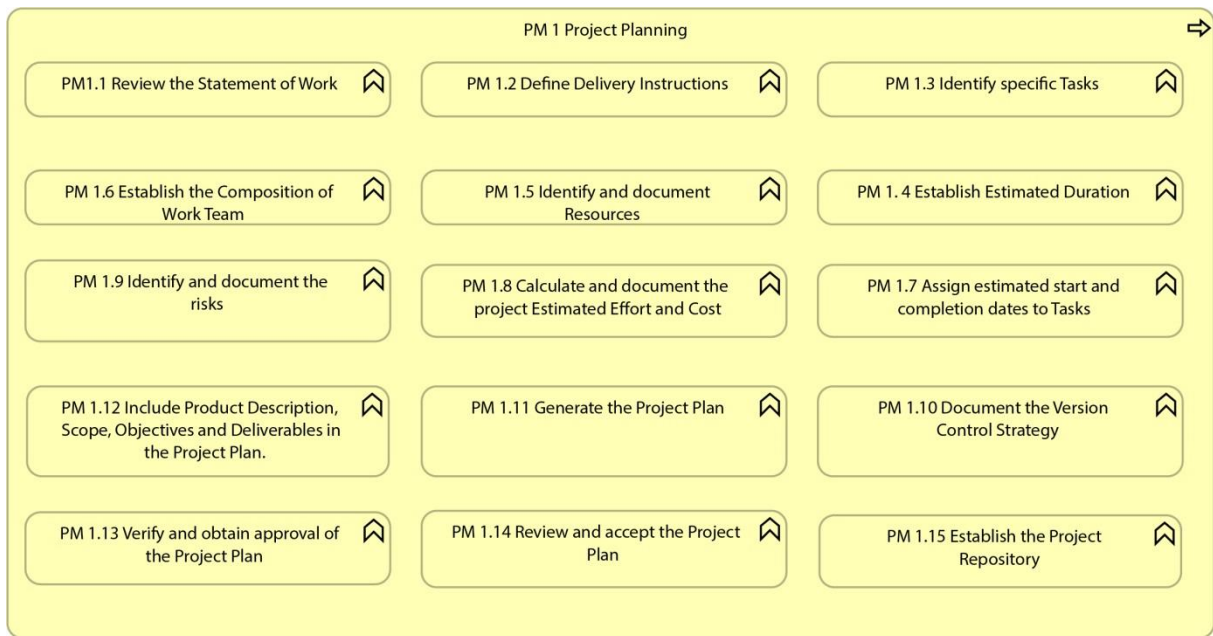 PM 1 Project Planning
PM1.1 Review the Statement of Work
PM 1.2 Define Delivery Instructions
PM 1.3 Identify specific Tasks
PM 1.6 Establish the Composition of
Work Team
PM 1.5 Identify and document
Resources
PM 1. 4 Establish Estimated Duration
PM 1.9 Identify and document the
risks
PM 1.8 Calculate and document the
project Estimated Effort and Cost
PM 1.7 Assign estimated start and
completion dates to Tasks
PM 1.12 Include Product Description,
Scope, Objectives and Deliverables in
the Project Plan.
PM 1.11 Generate the Project Plan
PM 1.10 Document the Version
Control Strategy
PM 1.13 Verify and obtain approval of
the Project Plan
PM 1.14 Review and accept the Project
Plan
PM 1.15 Establish the Project
Repository